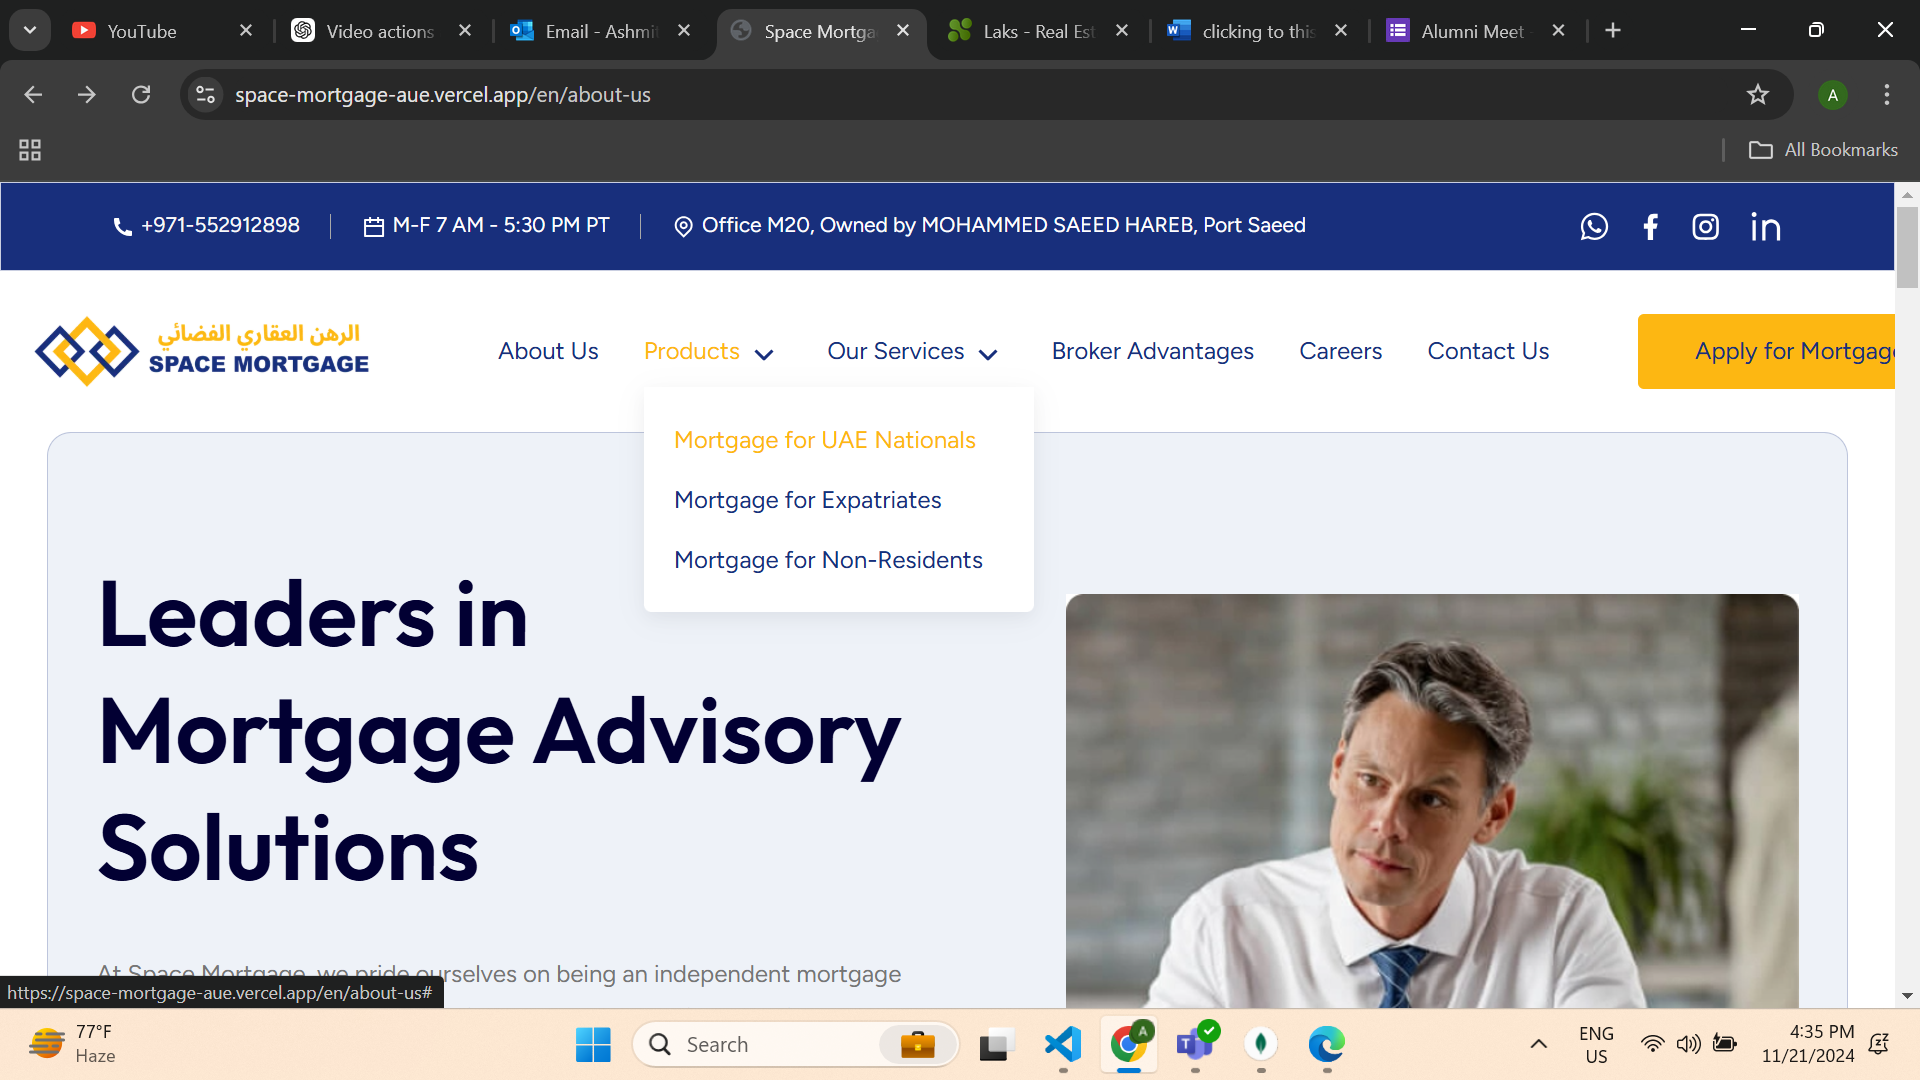 YouTube
Video actions
Email - Ashmit
Space Mortga
Laks - Real Est
clicking to this
Alumni Meet -
space-mortgage-aue.vercel.app/en/about-us
A
All Bookmarks
+971-552912898
M-F 7 AM - 5:30 PM PT
Office M20, Owned by MOHAMMED SAEED HAREB, Port Saeed
الرهن العقاري الفضائي
SPACE MORTGAGE
About Us
Products
Our Services
Broker Advantages
Careers
Contact Us
Apply for Mortgage
Mortgage for UAE Nationals
Mortgage for Expatriates
Mortgage for Non-Residents
Leaders in
Mortgage Advisory
Solutions
At Space Mortgage, we pride ourselves on being an independent mortgage
https://space-mortgage-aue.vercel.app/en/about-us#
77°F
Haze
Search
A
ENG
US
4:35 PM
11/21/2024